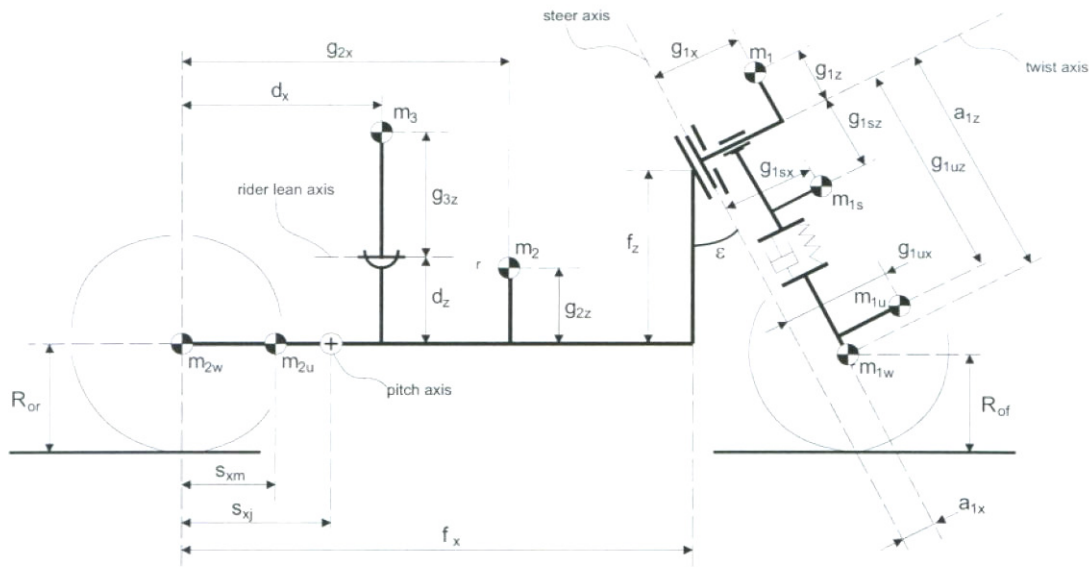 steer axis
g1x
m1
g2x
g1z
twist axis
dx
a1z
g1sz
m3
g1uz
g1sx
rider lean axis
m1s
g3z
fz
ε
m2
r
g1ux
dz
g2z
m1u
m2w
m2u
m1w
pitch axis
Ror
Rof
sxm
sxj
a1x
fx